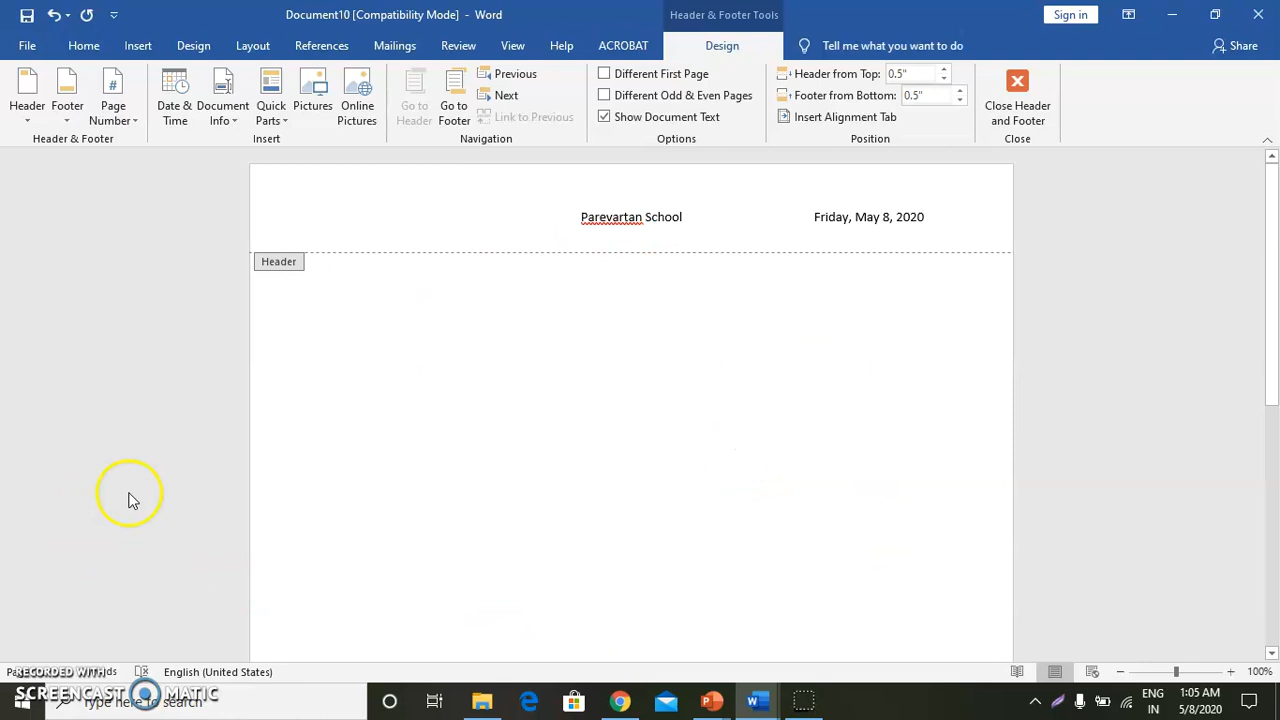 Document10 [Compatibility Mode] - Word
Header & Footer Tools
Sign in
File Home Insert Design Layout References Mailings Review View Help ACROBAT Design Tell me what you want to do Share
Header
Footer
Page Number
Header & Footer
Date & Time
Document Info
Quick Parts
Pictures
Online Pictures
Insert
Go to Header
Go to Footer
Previous
Next
Link to Previous
Navigation
Different First Page
Different Odd & Even Pages
Show Document Text
Options
Header from Top: 0.5"
Footer from Bottom: 0.5"
Insert Alignment Tab
Position
Close Header and Footer
Close
Parevartan School Friday, May 8, 2020
Header
English (United States)
100%
RECORDED WITH
SCREENCAST MATIC
Type here to search
ENG
IN
1:05 AM
5/8/2020